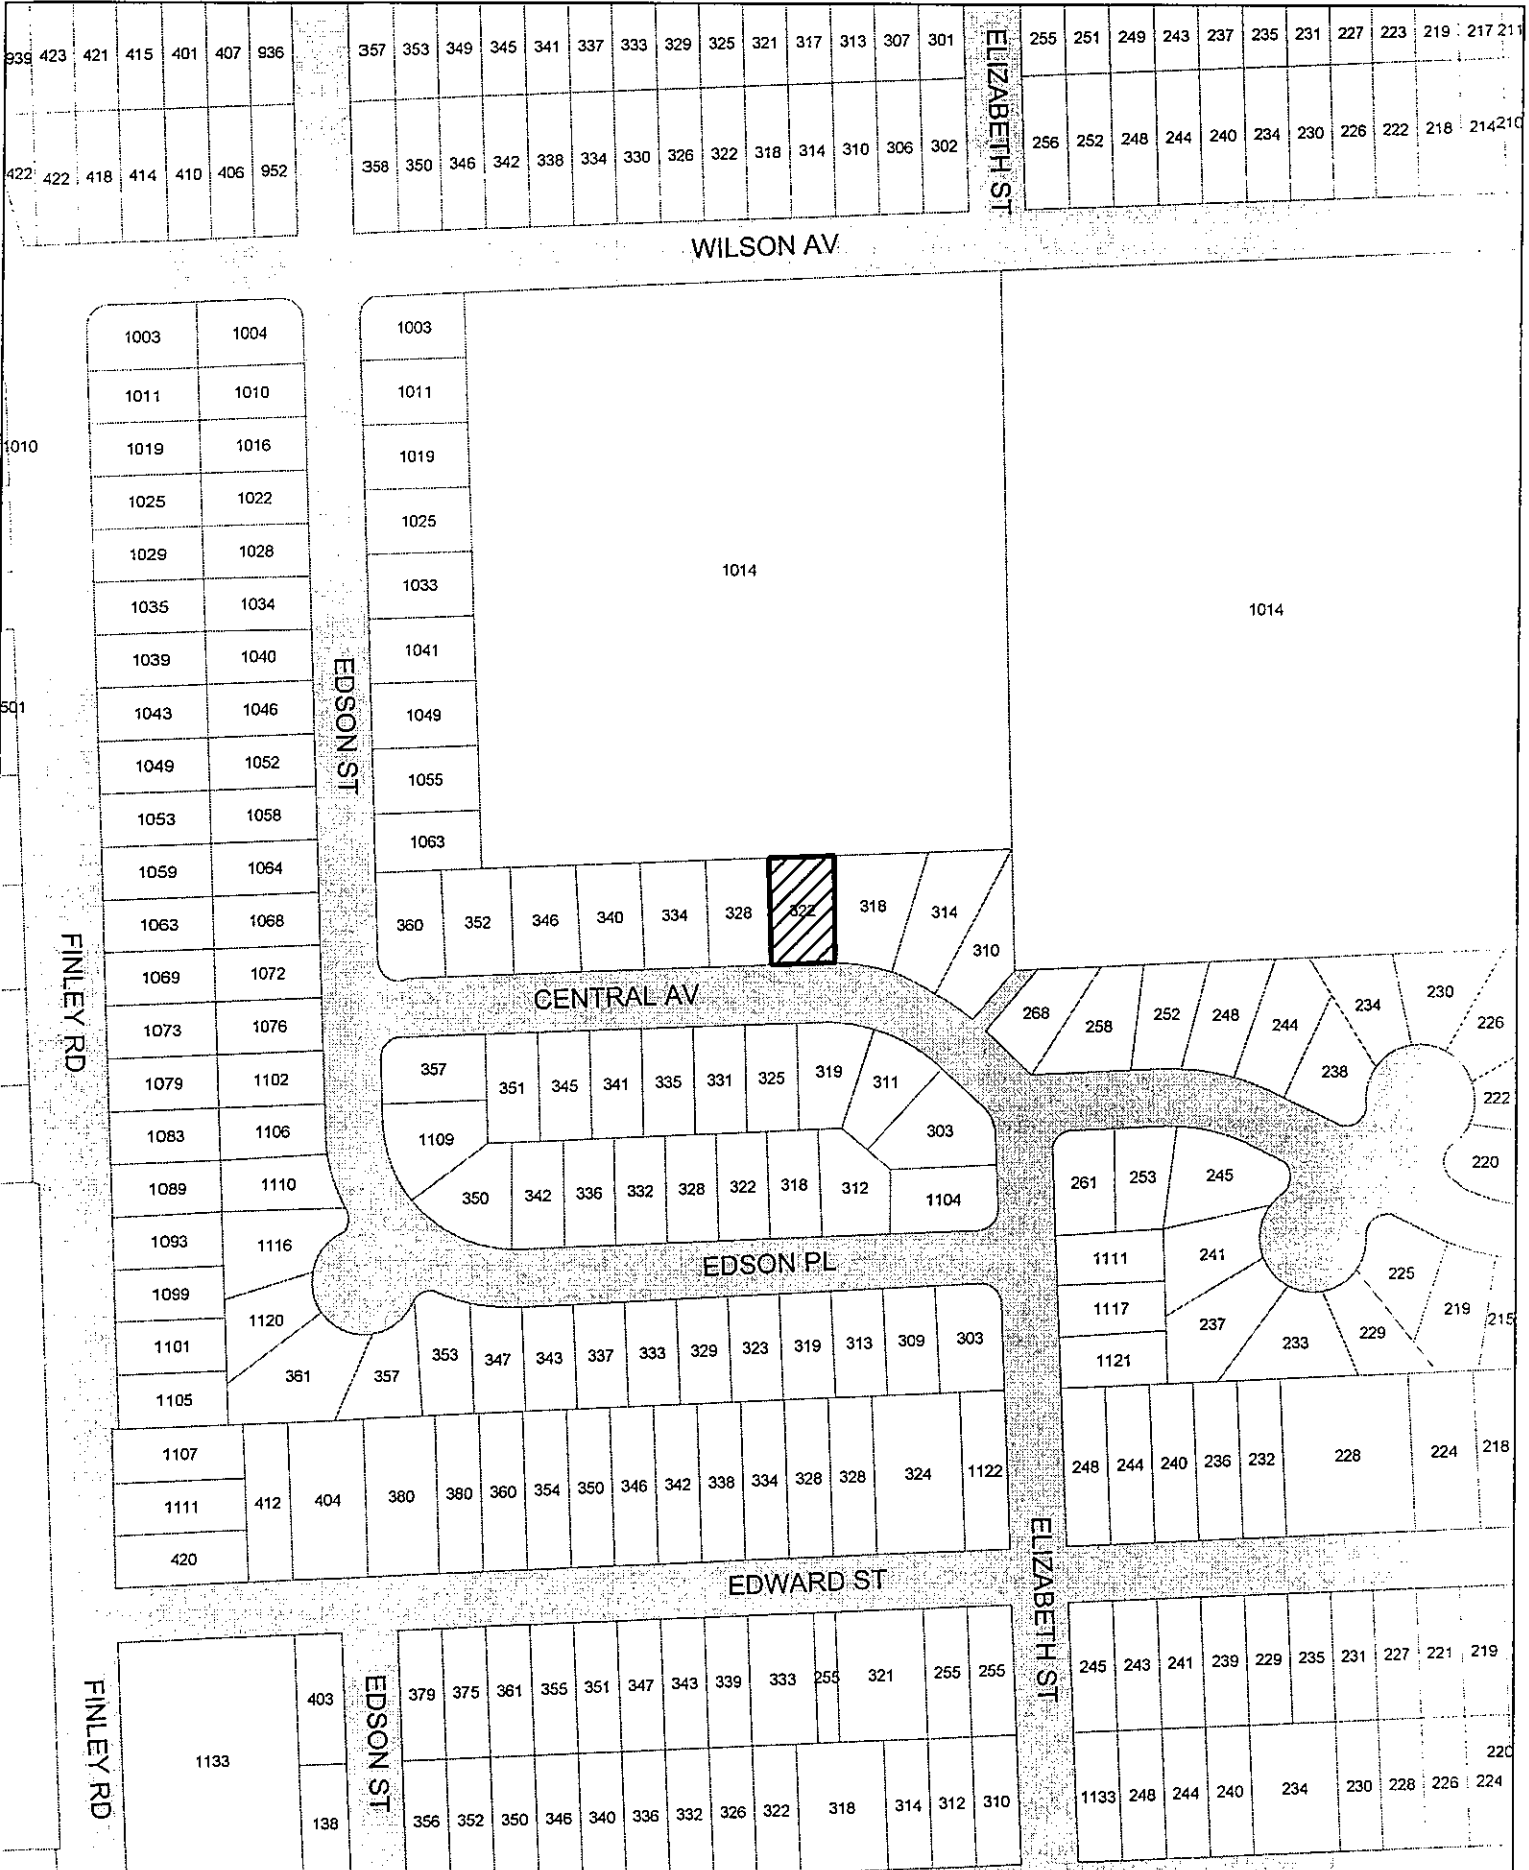 939 423 421 415 401 407 936 357 353 349 345 341 337 333 329 325 321 317 313 307 301 255 251 249 243 237 235 231 227 223 219 217 211
422 422 418 414 410 406 952 358 350 346 342 338 334 330 326 322 318 314 310 306 302 256 252 248 244 240 234 230 226 222 218 214 210
ELIZABETH ST
WILSON AV
1003 1004 1003
1011 1010 1011
1010 1019 1016 1019
1025 1022 1025
1029 1028 1033
1014
1014
1035 1034
1039 1040 1041
501 1043 1046 1049
EDSON ST
1049 1052 1055
1053 1058 1063
1059 1064
1063 1068 360 352 346 340 334 328 322 318 314 310
FINLEY RD
1069 1072
CENTRAL AV
268 258 252 248 244 238 234 230 226 222 220
1073 1076
1079 1102 357 351 345 341 335 331 325 319 311 303
1083 1106 1109
1089 1110 350 342 336 332 328 322 318 312 1104 261 253 245
1093 1116
EDSON PL
1111 241 225
1099 1120 1117 237 233 229 219 215
1101 361 357 353 347 343 337 333 329 323 319 313 309 303 1121
1105
1107
1111 412 404 380 380 360 354 350 346 342 338 334 328 328 324 1122 248 244 240 236 232 228 224 218
420
EDWARD ST
ELIZABETH ST
403 379 375 361 355 351 347 343 339 333 255 321 255 255 245 243 241 239 229 235 231 227 221 219
FINLEY RD
EDSON ST
1133
220
138 356 352 350 346 340 336 332 326 322 318 314 312 310 1133 248 244 240 234 230 228 226 224